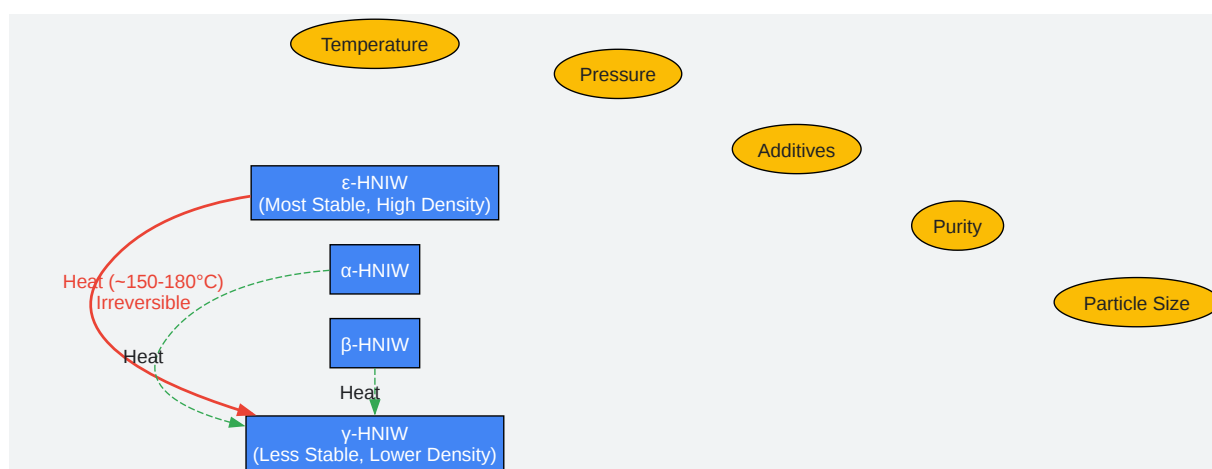 Temperature
Pressure
Additives
Purity
Particle Size
ε-HNIW
(Most Stable, High Density)
α-HNIW
Heat (~150-180°C)
Irreversible
β-HNIW
Heat
Heat
γ-HNIW
(Less Stable, Lower Density)